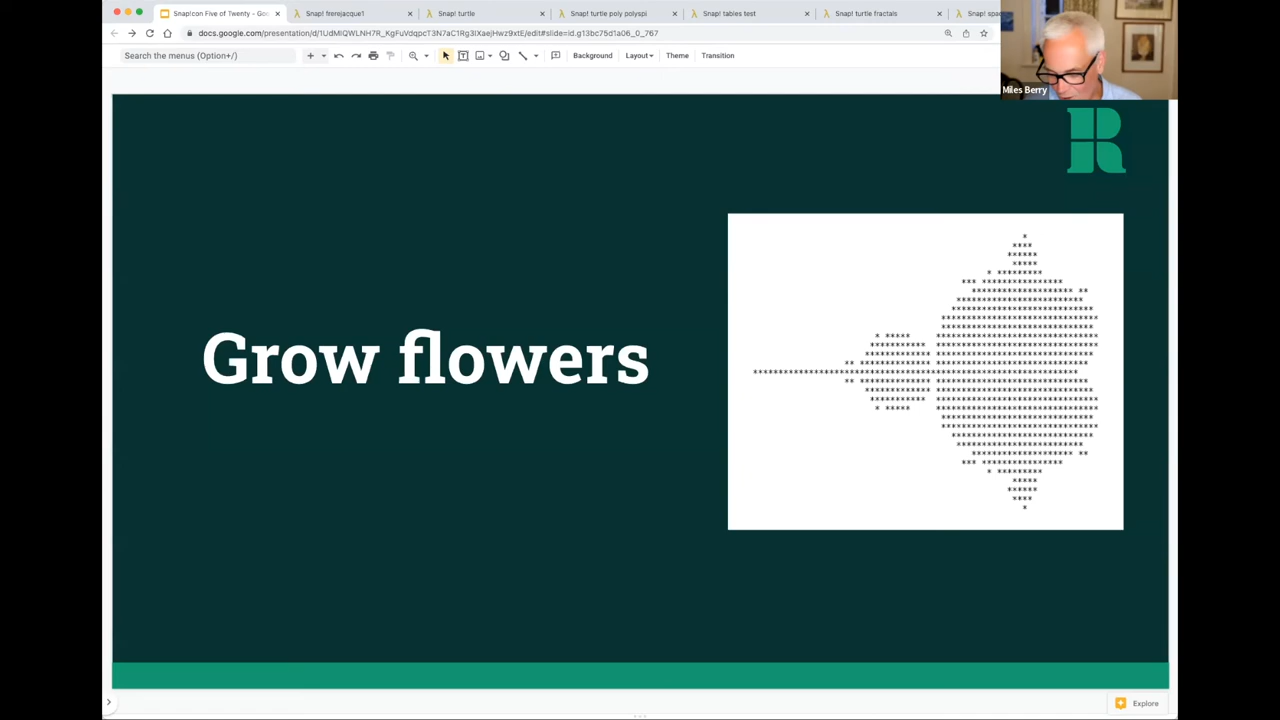 Snap!con Five of Twenty - Goo
Snap! frerejacque1
Snap! turtle
Snap! turtle poly polyspi
Snap! tables test
Snap! turtle fractals
docs.google.com/presentation/d/1UdMIQWLNH7R_KgFuVdqpcT3N7aC1Rg3IXaejHwz9xtE/edit#slide=id.g13bc75d1a06_0_767
Search the menus (Option+/)
Background
Layout
Theme
Transition
Miles Berry
R
Grow flowers
Explore